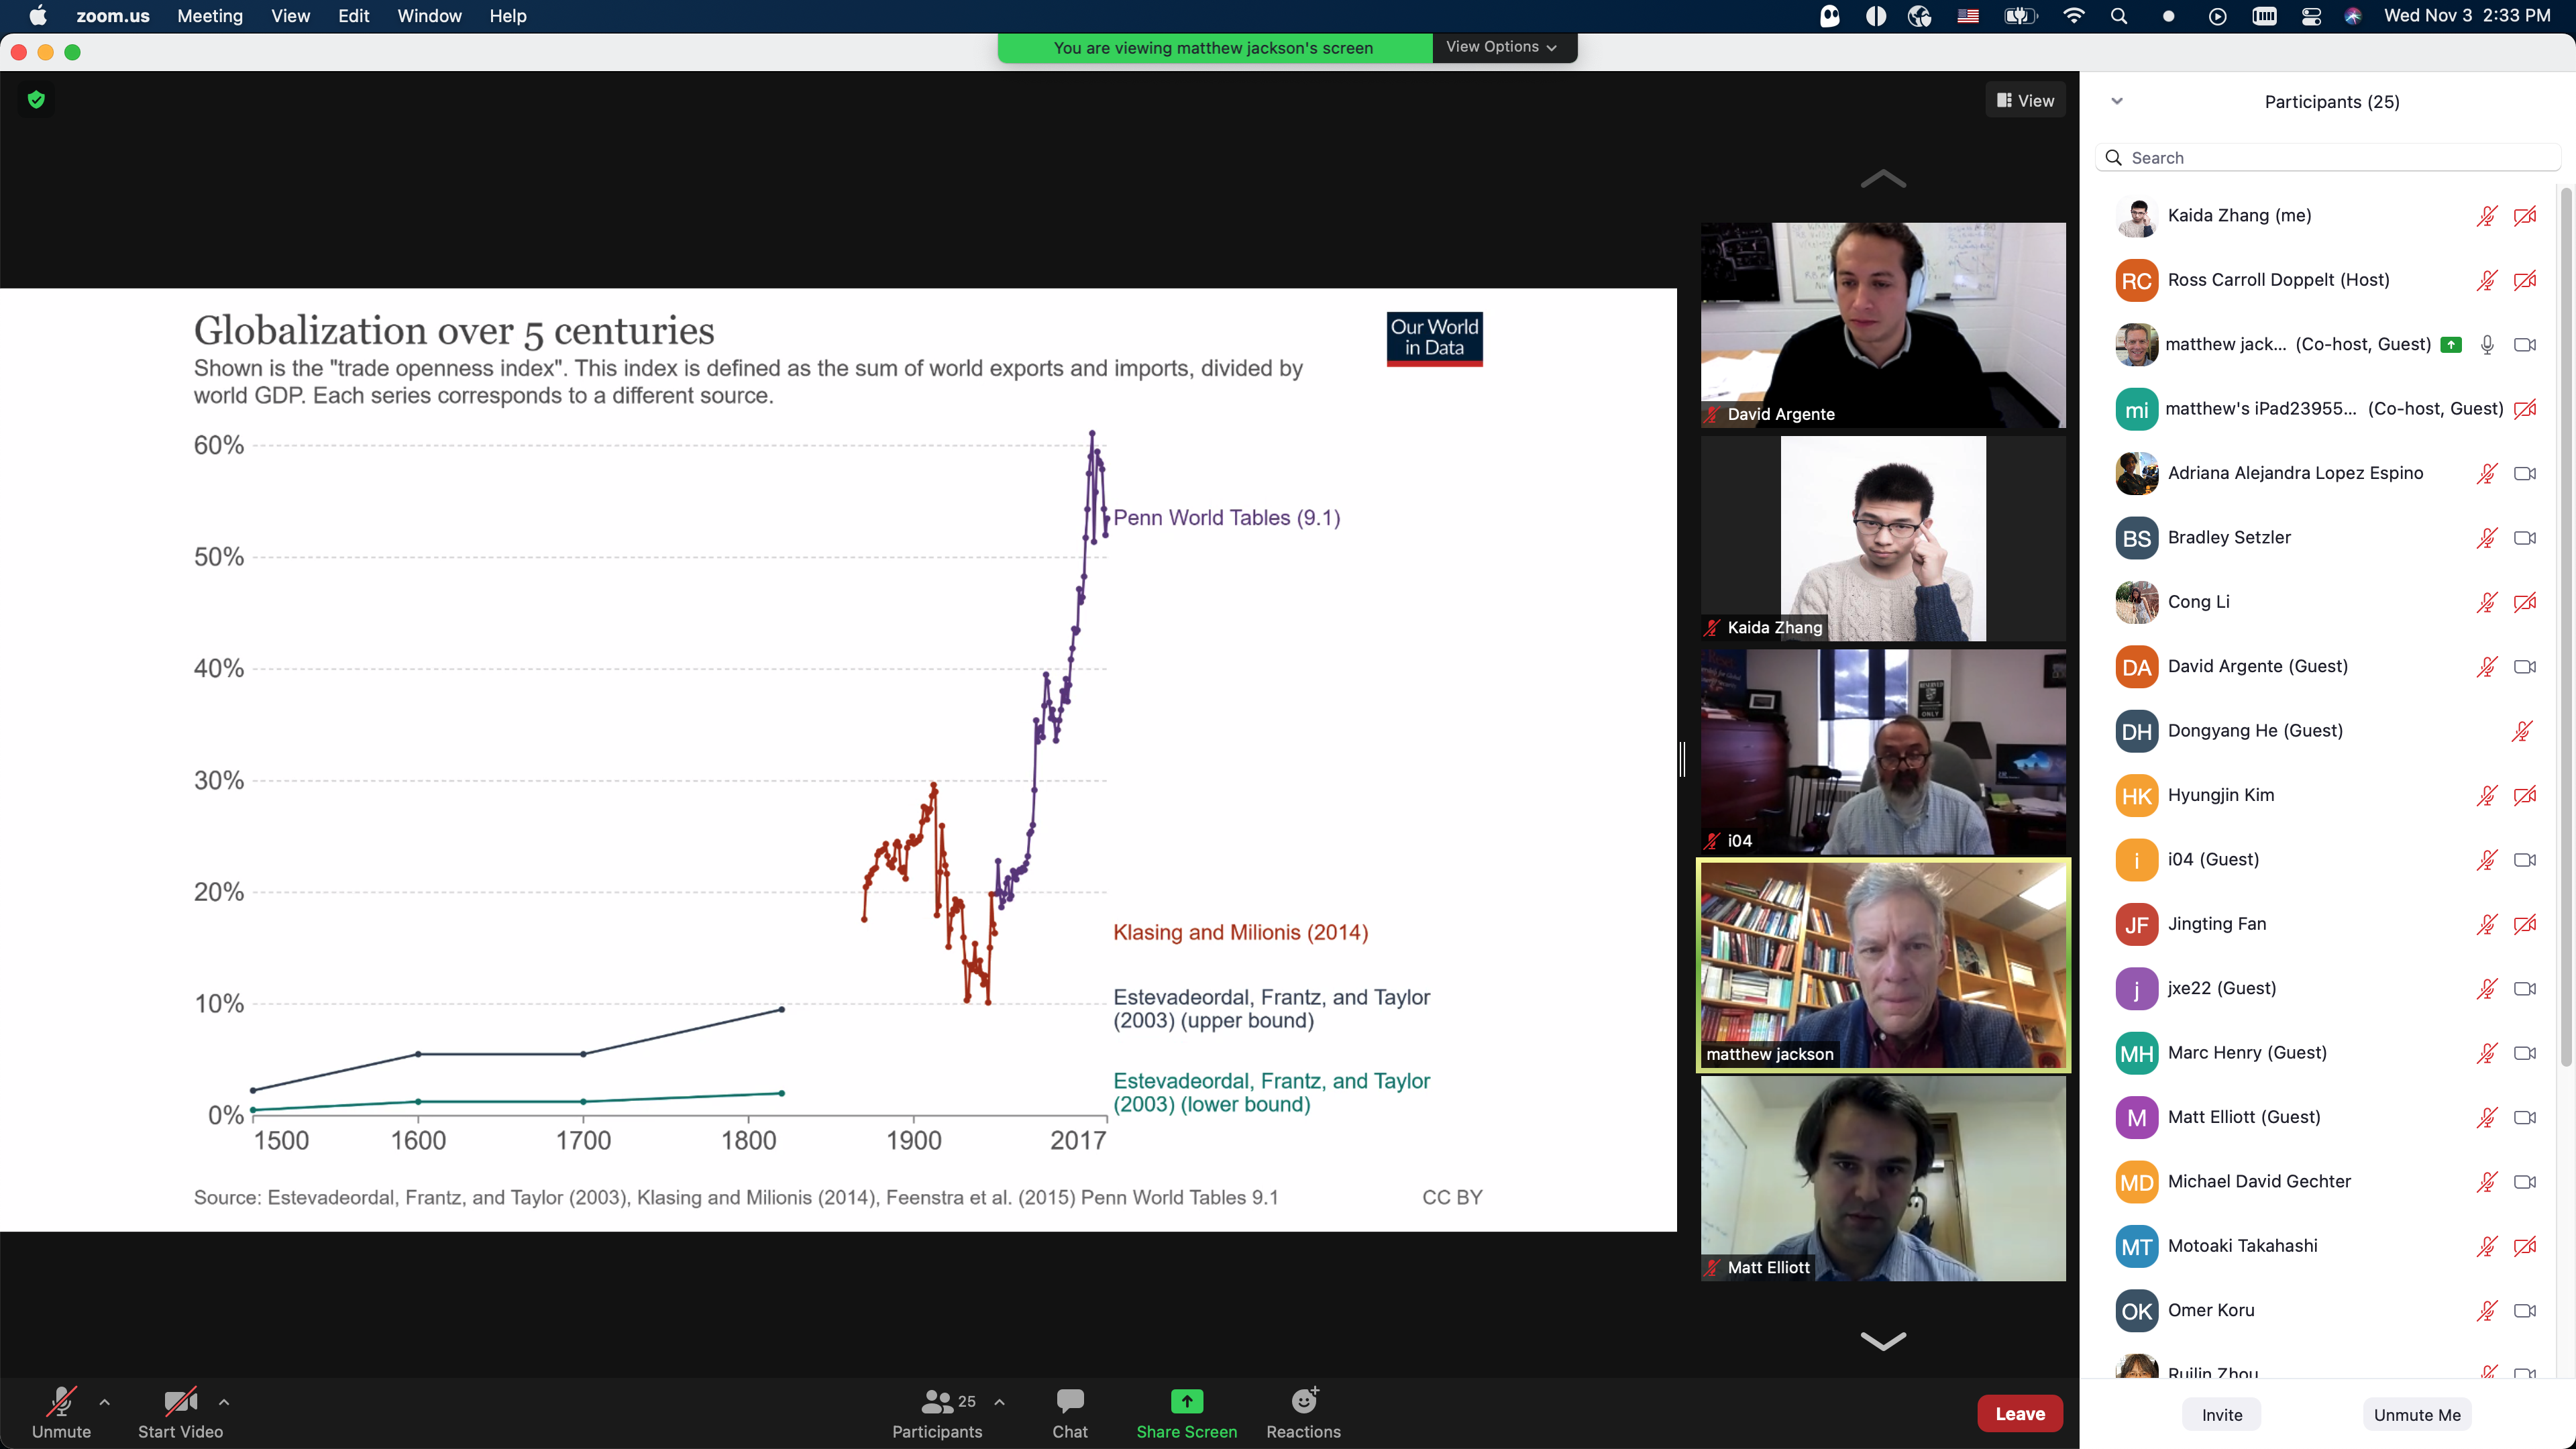 zoom.us Meeting View Edit Window Help
Wed Nov 3 2:33 PM
You are viewing matthew jackson's screen
View Options
View
Globalization over 5 centuries
Our World
in Data
Shown is the "trade openness index". This index is defined as the sum of world exports and imports, divided by
world GDP. Each series corresponds to a different source.
60%
50%
40%
30%
20%
10%
0%
Penn World Tables (9.1)
Klasing and Milionis (2014)
Estevadeordal, Frantz, and Taylor
(2003) (upper bound)
Estevadeordal, Frantz, and Taylor
(2003) (lower bound)
1500 1600 1700 1800 1900 2017
Source: Estevadeordal, Frantz, and Taylor (2003), Klasing and Milionis (2014), Feenstra et al. (2015) Penn World Tables 9.1
CC BY
David Argente
Kaida Zhang
RESERVED
ONLY
i04
matthew jackson
Matt Elliott
Participants (25)
Search
Kaida Zhang (me)
RC Ross Carroll Doppelt (Host)
matthew jack... (Co-host, Guest)
mi matthew's iPad23955... (Co-host, Guest)
Adriana Alejandra Lopez Espino
BS Bradley Setzler
Cong Li
DA David Argente (Guest)
DH Dongyang He (Guest)
HK Hyungjin Kim
i i04 (Guest)
JF Jingting Fan
j jxe22 (Guest)
MH Marc Henry (Guest)
M Matt Elliott (Guest)
MD Michael David Gechter
MT Motoaki Takahashi
OK Omer Koru
Ruilin Zhou
Invite
Unmute Me
Unmute
Start Video
25
Participants
Chat
Share Screen
Reactions
Leave